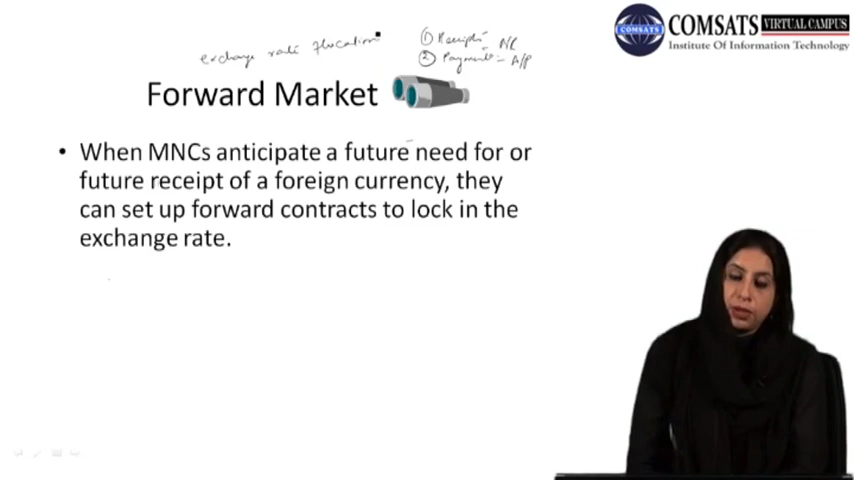 COMSATS
COMSATS VIRTUAL CAMPUS
Institute Of Information Technology
exchange rate flucation
① Receipts
② Payments - A/P
Forward Market
• When MNCs anticipate a future need for or
future receipt of a foreign currency, they
can set up forward contracts to lock in the
exchange rate.